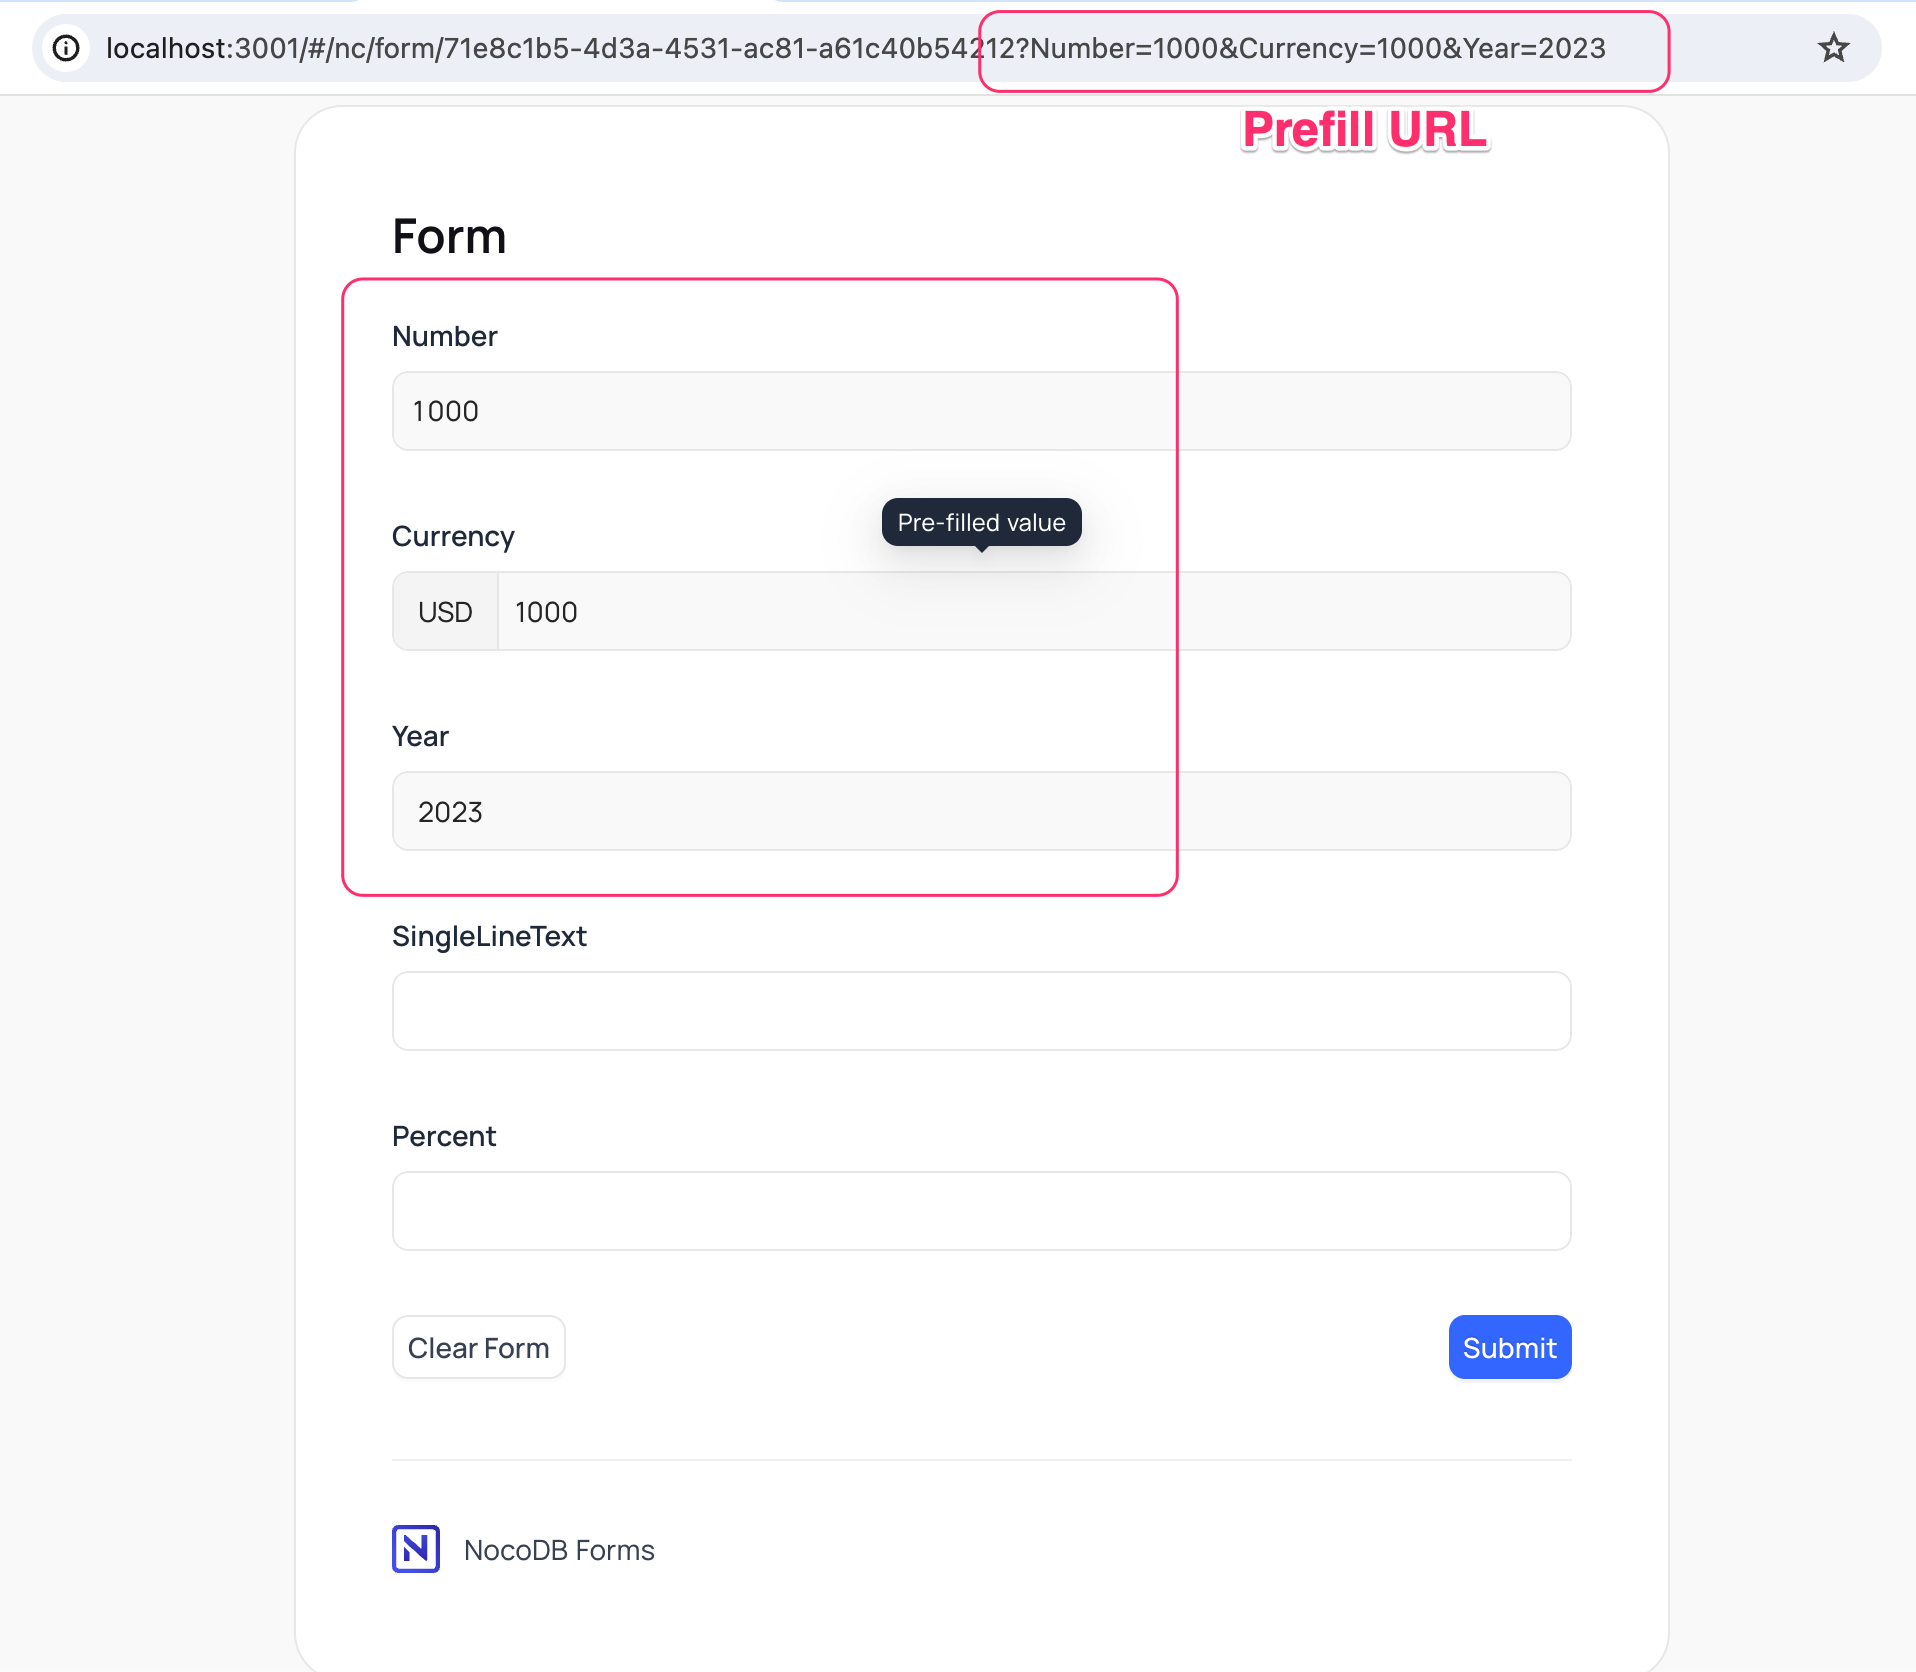 localhost:3001/#/nc/form/71e8c1b5-4d3a-4531-ac81-a61c40b54212?Number=1000&Currency=1000&Year=2023
Prefill URL
Form
Number
1000
Pre-filled value
Currency
USD 1000
Year
2023
SingleLineText
Percent
Clear Form Submit
N NocoDB Forms